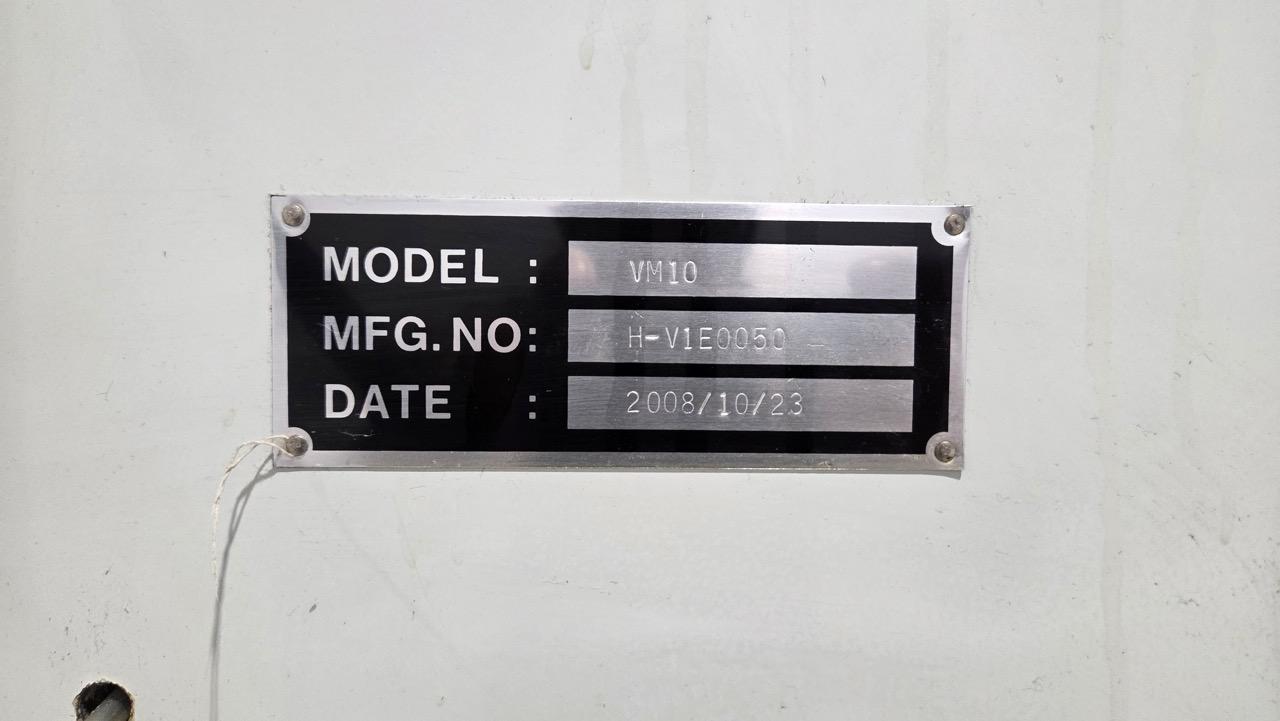 MODEL : VM10
MFG.NO: H-V1E0050
DATE : 2008/10/23